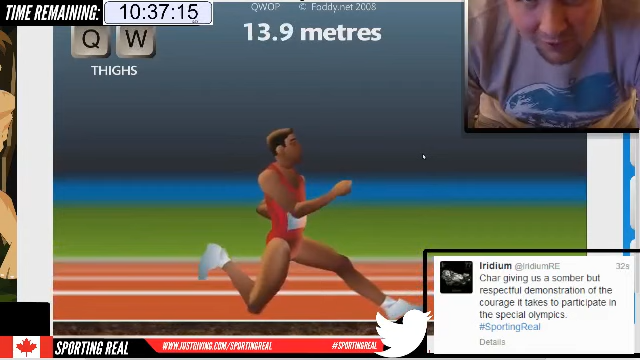 TIME REMAINING:
10:37:15
QWOP © Foddy.net 2008
13.9 metres
Q W
THIGHS
Iridium @IridiumRE 32s
Char giving us a somber but
respectful demonstration of the
courage it takes to participate in
the special olympics.
#SportingReal
Details
SPORTING REAL
WWW.JUSTGIVING.COM/SPORTINGREAL
#SPORTINGREAL